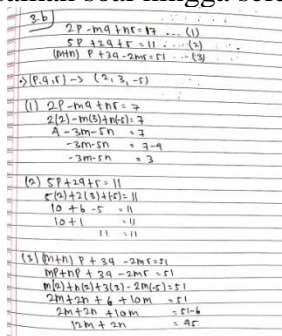 3.b
2p - mq + nr = 17 ... (1)
5p + 2q + r = 11 ... (2)
(m+n) p + 3q - 2mr = 51 ... (3)
(p,q,r) -> (2,3,-5)
(1) 2p - mq + nr = 7
2(2) - m(3) + n(-5) = 7
4 - 3m - 5n = 7
- 3m - 5n = 7 - 4
- 3m - 5n = 3
(2) 5p + 2q + r = 11
5(2) + 2(3) + (-5) = 11
10 + 6 - 5 = 11
10 + 1 = 11
11 = 11
(3) (m+n) p + 3q - 2mr = 51
mp + np + 3q - 2mr = 51
m(2) + n(2) + 3(3) - 2m(-5) = 51
2m + 2n + 6 + 10m = 51
2m + 2n + 10m = 51 - 6
12m + 2n = 45